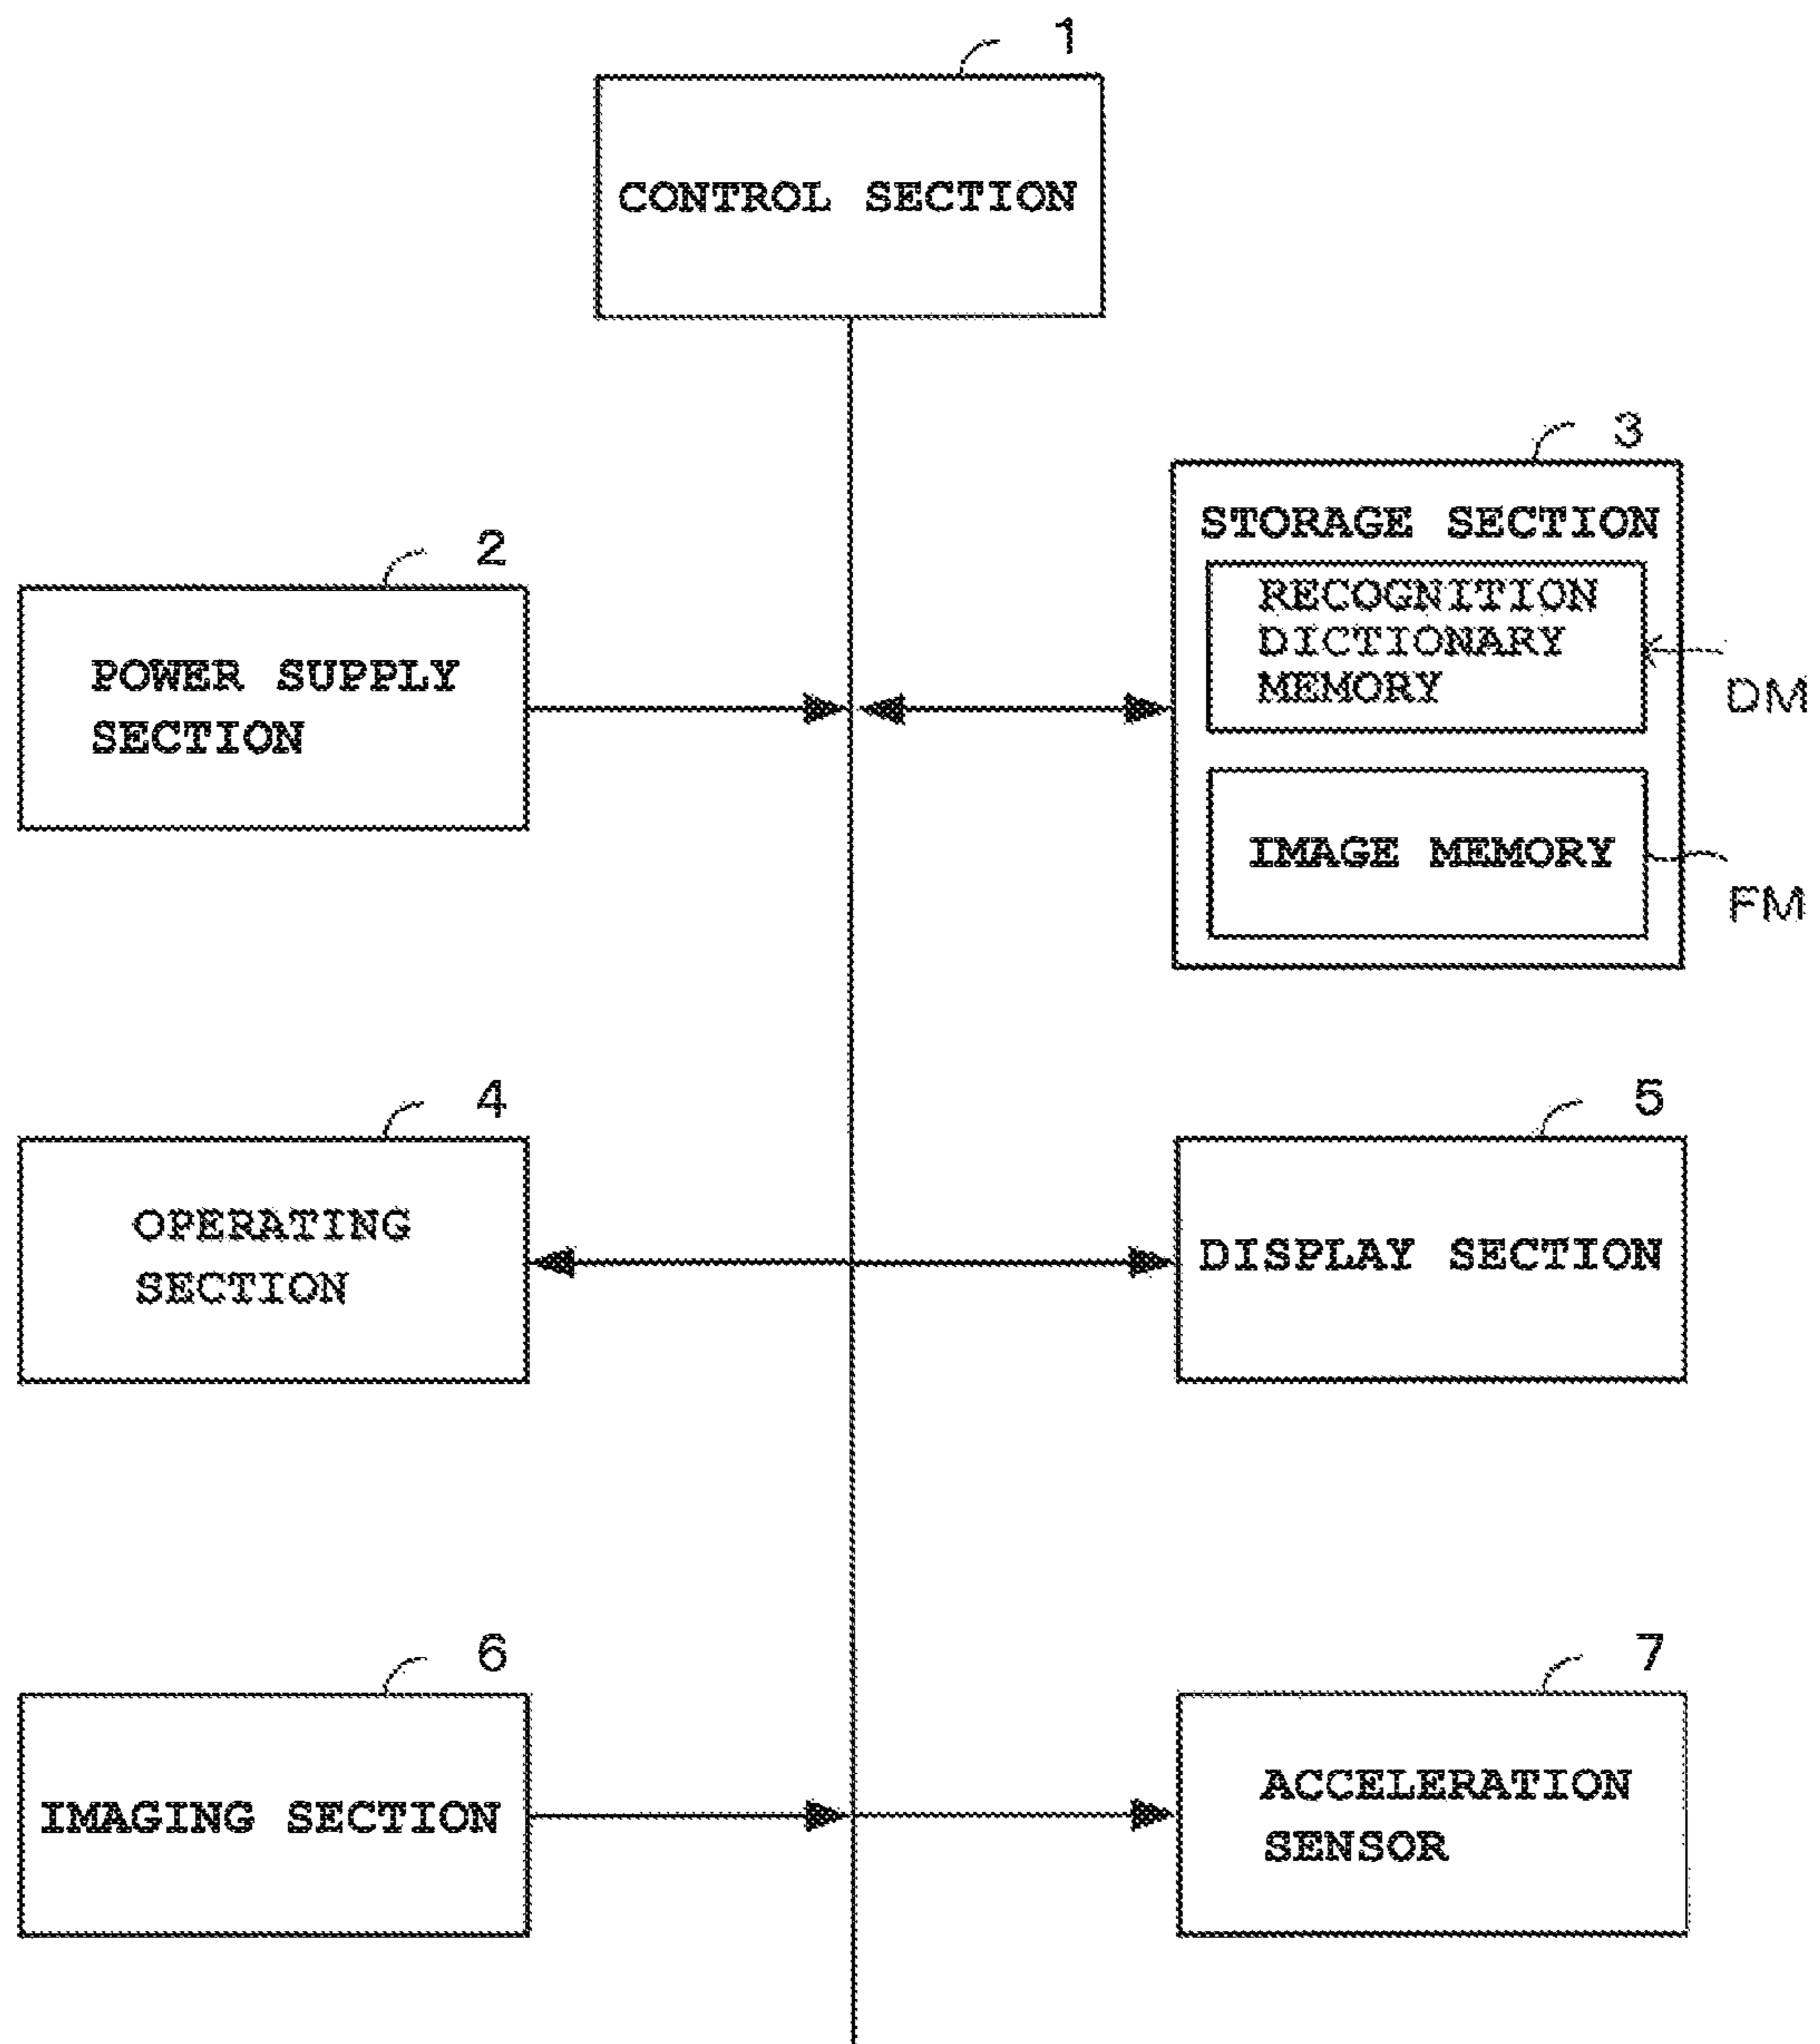 1
CONTROL SECTION
2
POWER SUPPLY
SECTION
3
STORAGE SECTION
RECOGNITION
DICTIONARY
MEMORY
DM
IMAGE MEMORY
FM
4
OPERATING
SECTION
5
DISPLAY SECTION
6
IMAGING SECTION
7
ACCELERATION
SENSOR